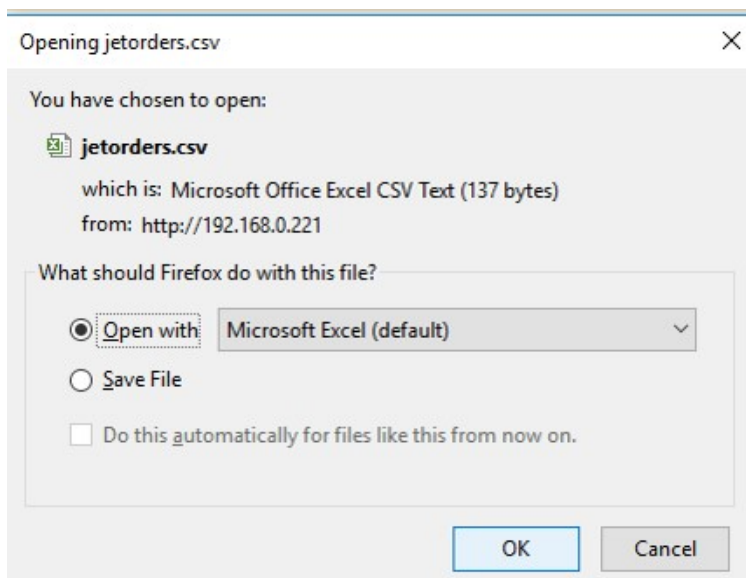 Opening jetorders.csv
You have chosen to open:
jetorders.csv
which is: Microsoft Office Excel CSV Text (137 bytes)
from: http://192.168.0.221
What should Firefox do with this file?
Open with Microsoft Excel (default)
Save File
Do this automatically for files like this from now on.
OK Cancel